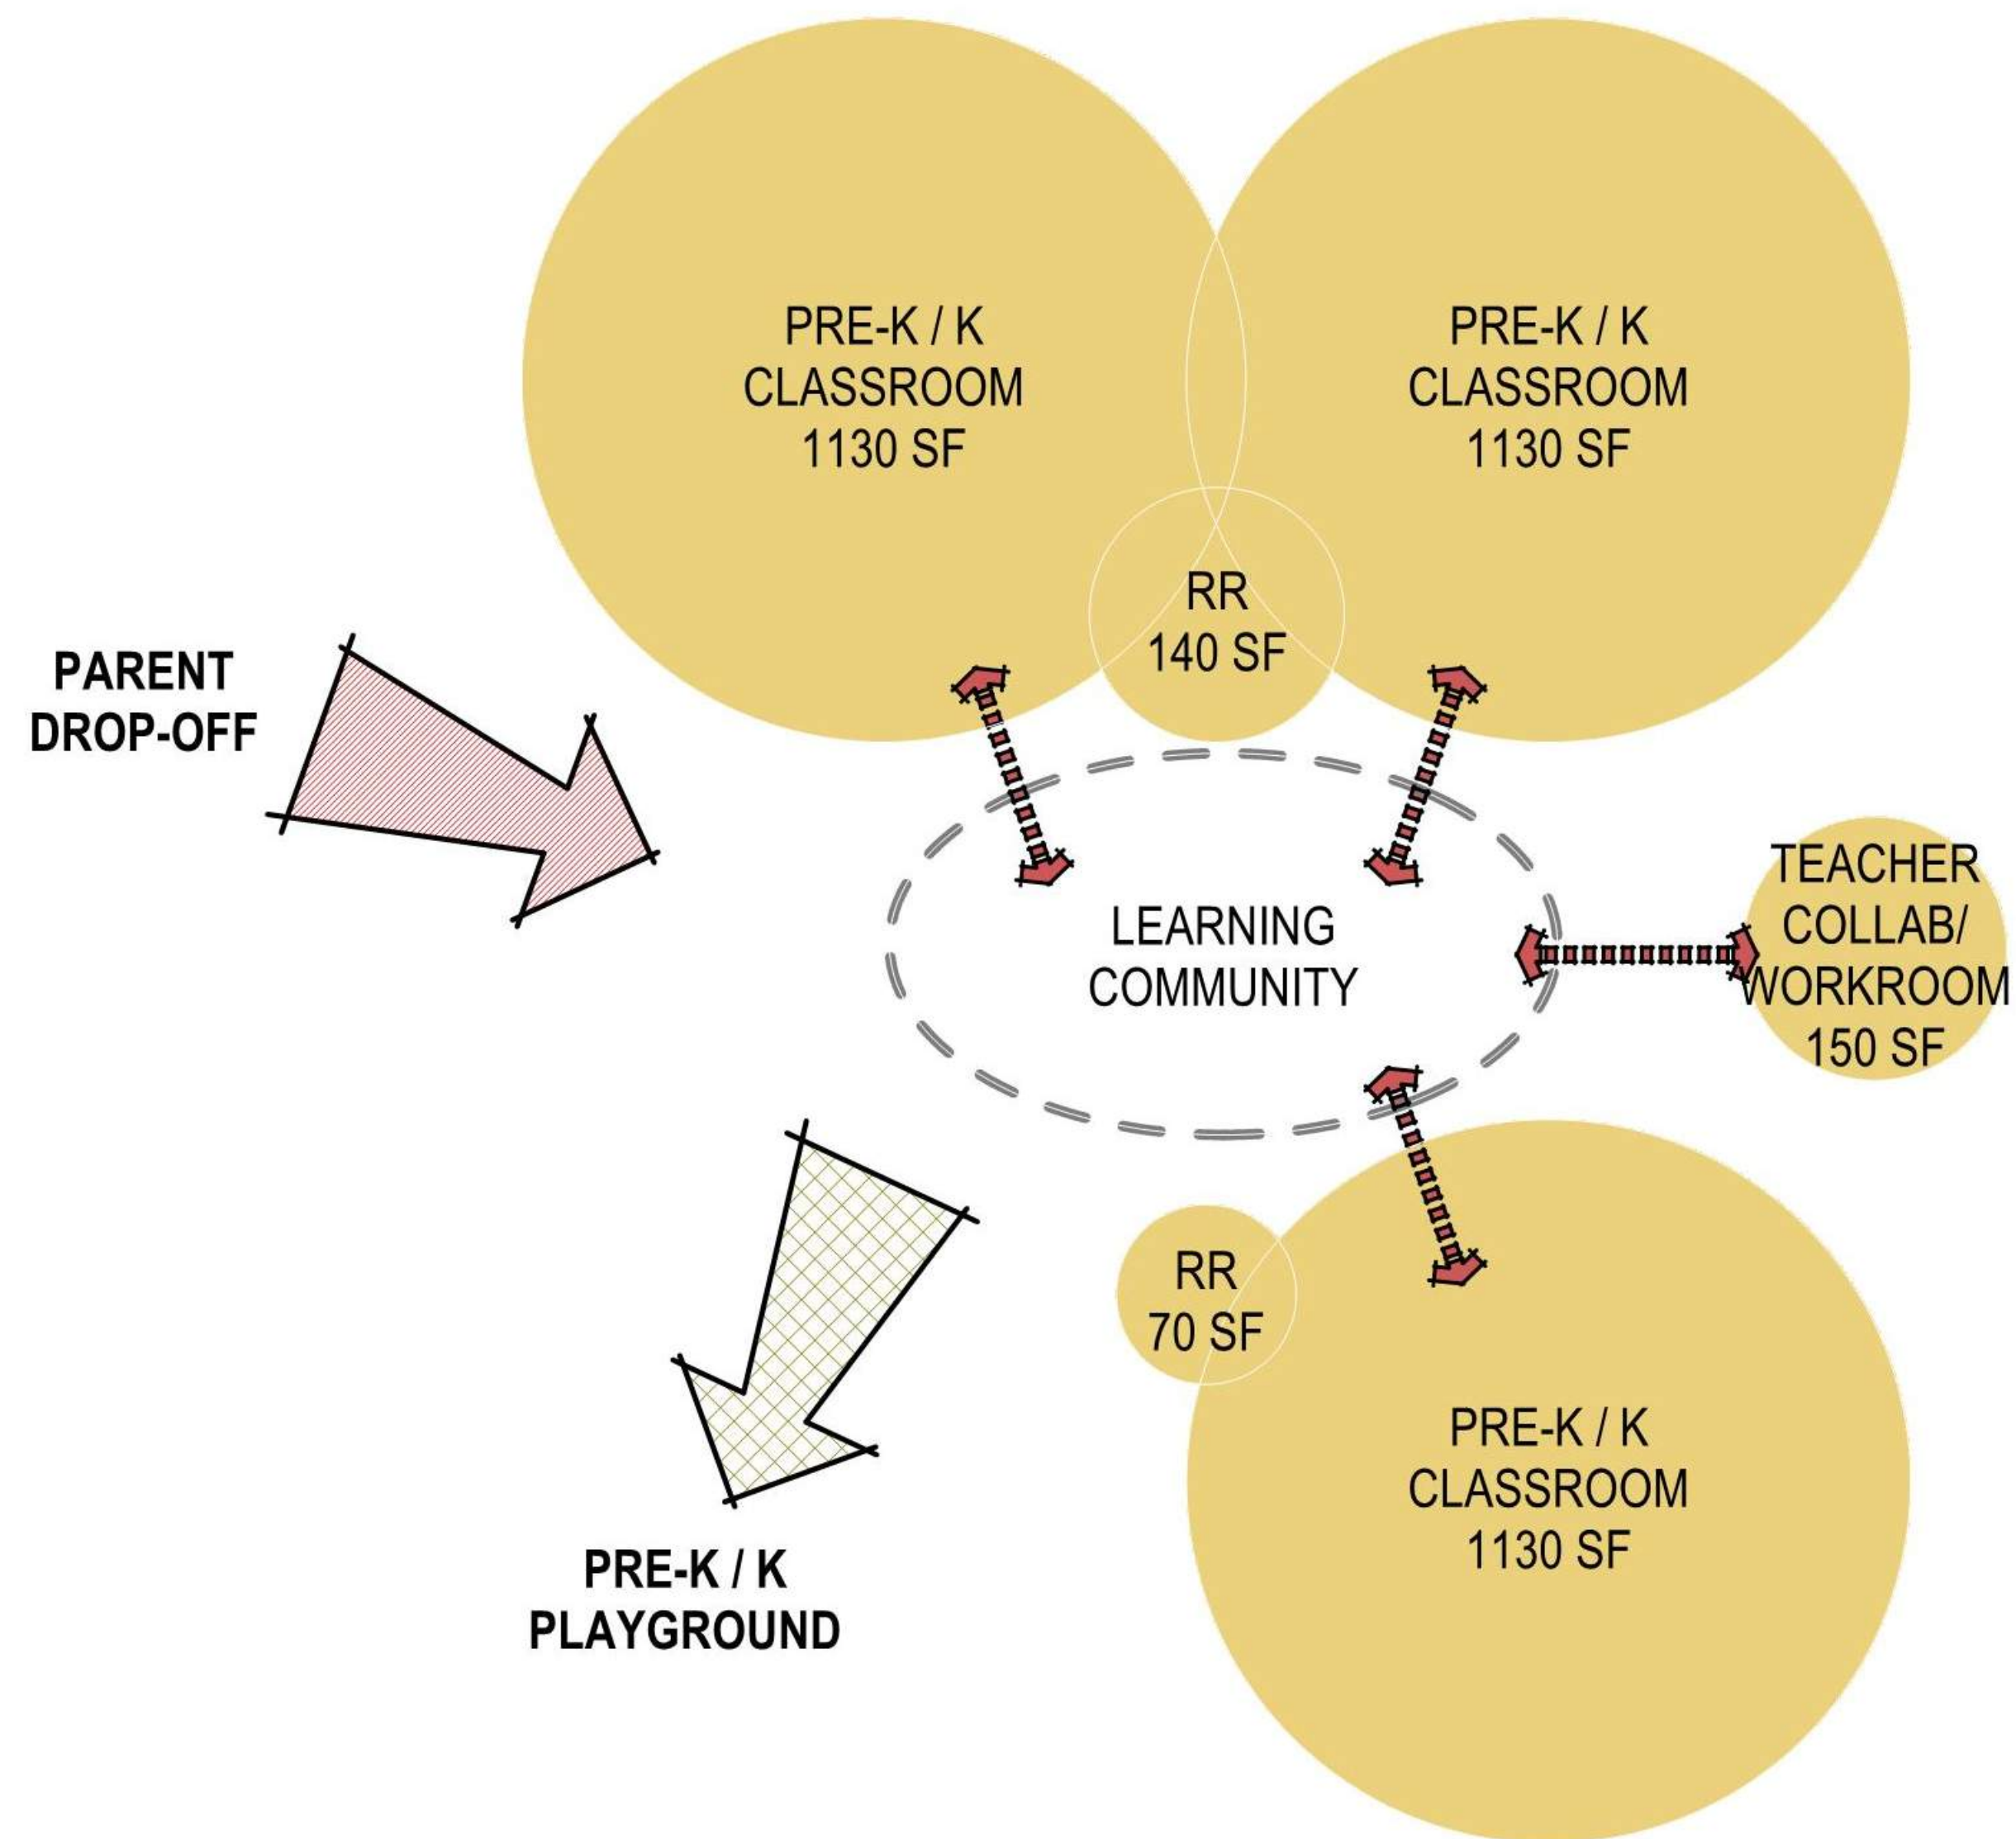 PRE-K / K
CLASSROOM
1130 SF
PRE-K / K
CLASSROOM
1130 SF
RR
140 SF
PARENT
DROP-OFF
LEARNING
COMMUNITY
TEACHER
COLLAB/
WORKROOM
150 SF
RR
70 SF
PRE-K / K
CLASSROOM
1130 SF
PRE-K / K
PLAYGROUND